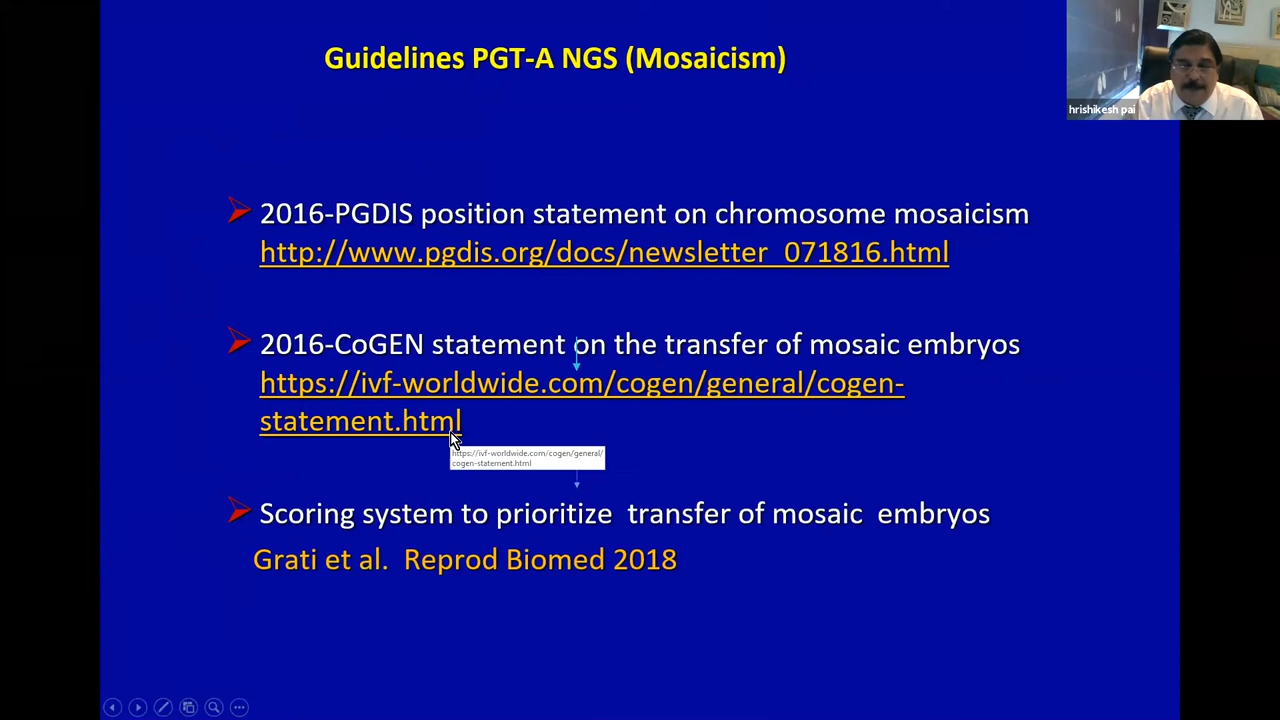 Guidelines PGT-A NGS (Mosaicism)
hrishikesh pai
2016-PGDIS position statement on chromosome mosaicism
http://www.pgdis.org/docs/newsletter_071816.html
2016-CoGEN statement on the transfer of mosaic embryos
https://ivf-worldwide.com/cogen/general/cogen-
statement.html
https://ivf-worldwide.com/cogen/general/
cogen-statement.html
Scoring system to prioritize transfer of mosaic embryos
Grati et al. Reprod Biomed 2018